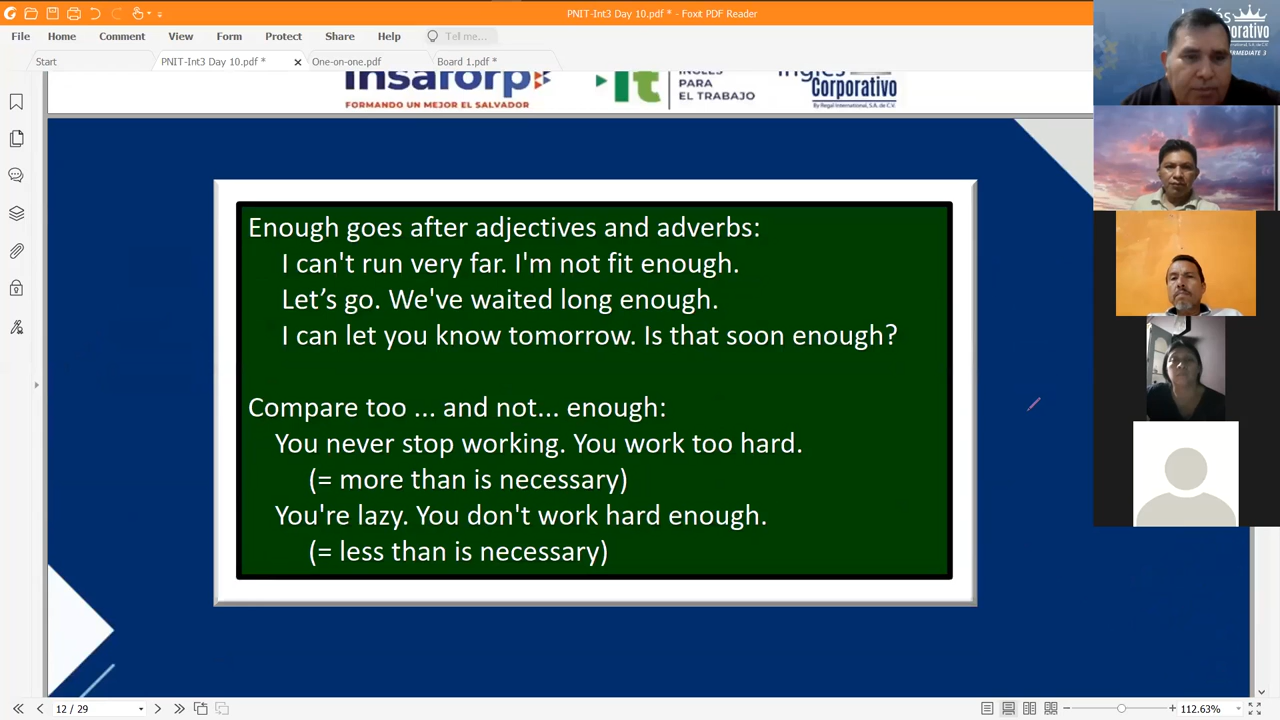 PNIT-Int3 Day 10.pdf * - Foxit PDF Reader
File Home Comment View Form Protect Share Help Tell me...
Start PNIT-Int3 Day 10.pdf * One-on-one.pdf Board 1.pdf *
insaforp
FORMANDO UN MEJOR EL SALVADOR
INGLÉS
PARA
EL TRABAJO
Corporativo
By Regal International, S.A. de C.V.
Enough goes after adjectives and adverbs:
I can't run very far. I'm not fit enough.
Let’s go. We've waited long enough.
I can let you know tomorrow. Is that soon enough?
Compare too ... and not... enough:
You never stop working. You work too hard.
(= more than is necessary)
You're lazy. You don't work hard enough.
(= less than is necessary)
12 / 29
112.63%